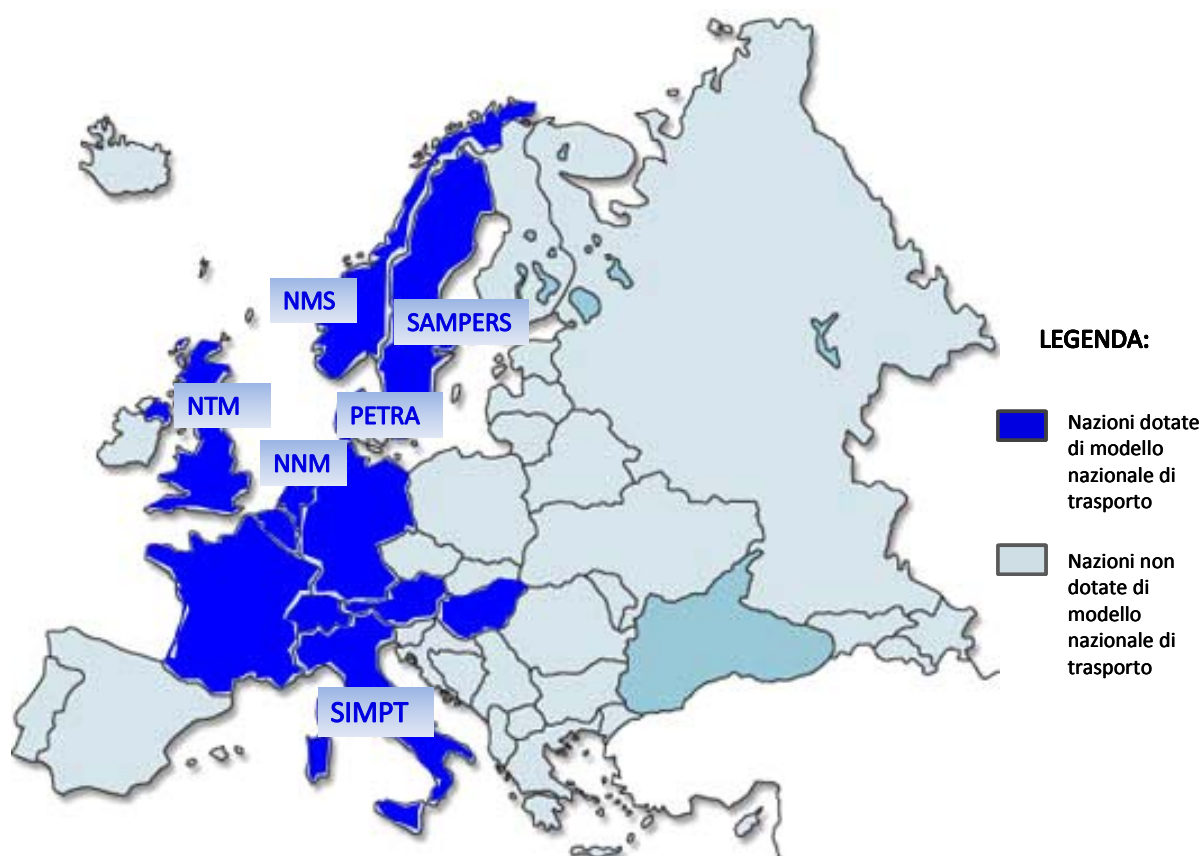 NMS
SAMPERS
LEGENDA:
NTM
PETRA
NNM
Nazioni dotate
di modello
nazionale di
trasporto
Nazioni non
dotate di
modello
nazionale di
trasporto
SIMPT